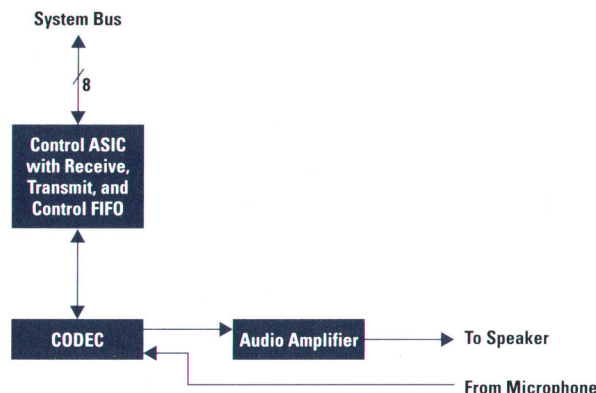 System Bus
8
Control ASIC
with Receive,
Transmit, and
Control FIFO
CODEC
Audio Amplifier
To Speaker
From Microphone